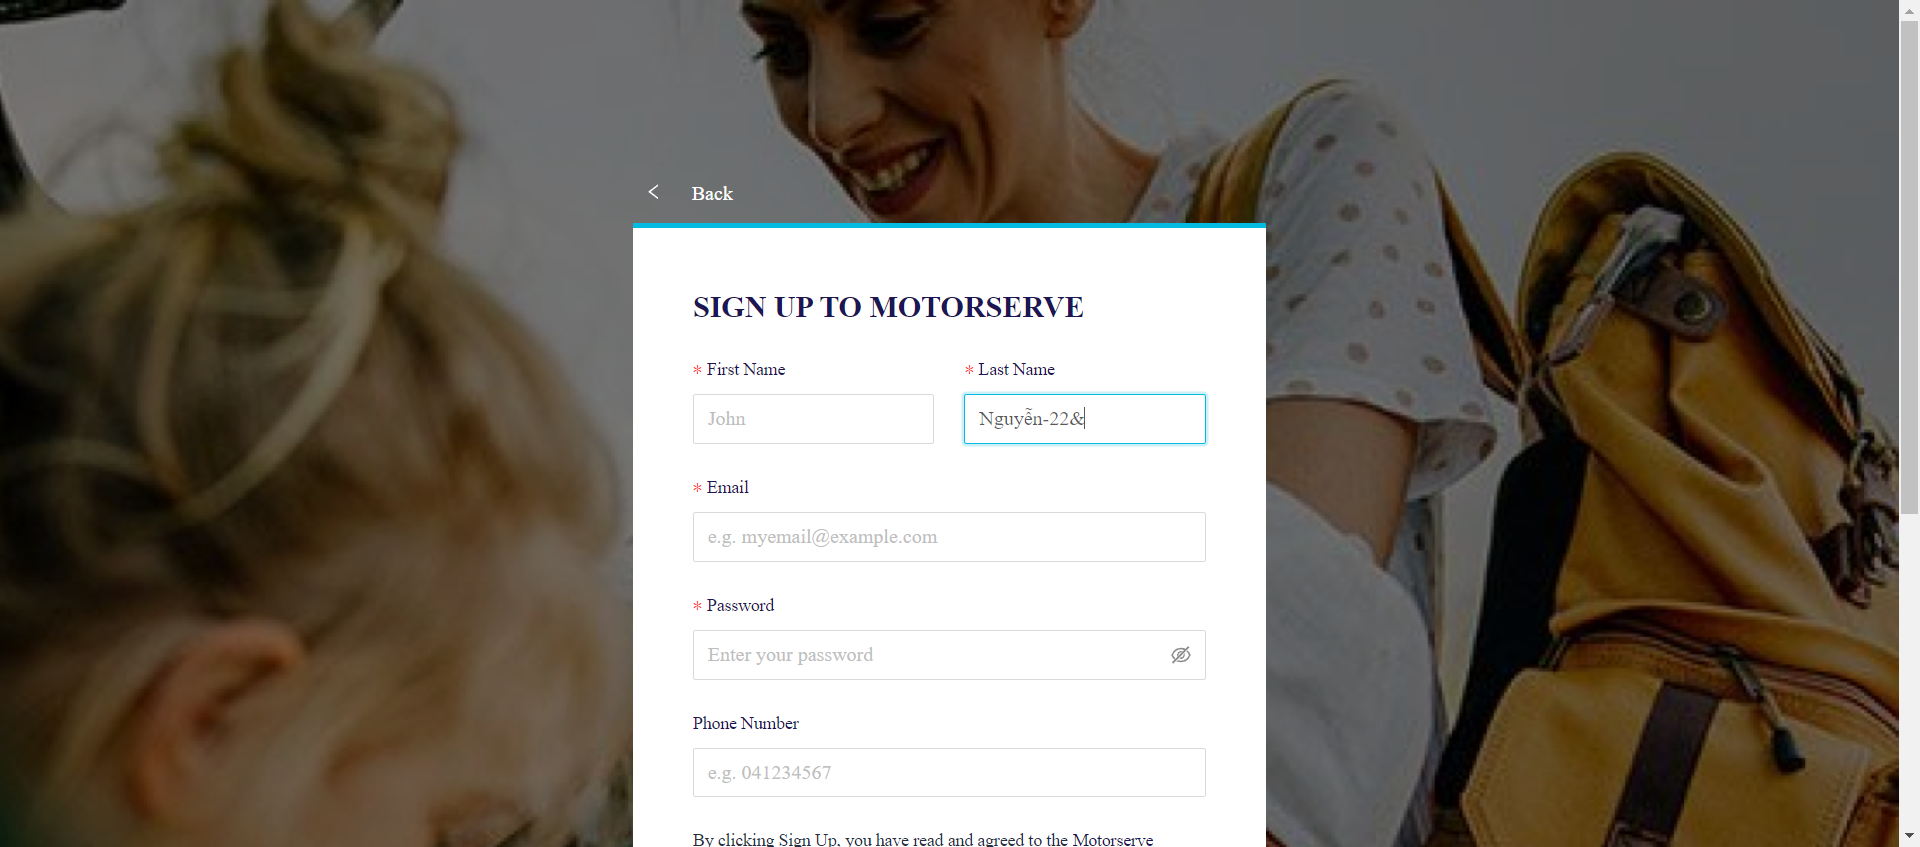 Back
SIGN UP TO MOTORSERVE
* First Name
* Last Name
John
Nguyễn-22&
* Email
e.g. myemail@example.com
* Password
Enter your password
Phone Number
e.g. 041234567
By clicking Sign Up, you have read and agreed to the Motorserve